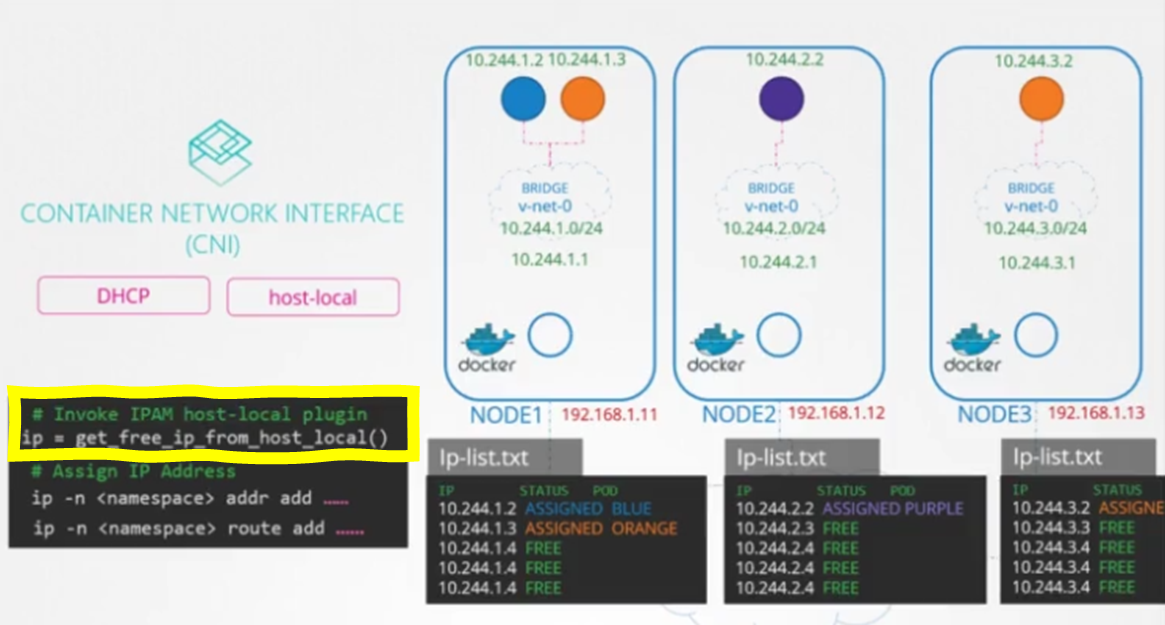 CONTAINER NETWORK INTERFACE
(CNI)
DHCP
host-local
# Invoke IPAM host-local plugin
ip = get_free_ip_from_host_local()
# Assign IP Address
ip -n <namespace> addr add ......
ip -n <namespace> route add ......
10.244.1.2 10.244.1.3
BRIDGE
v-net-0
10.244.1.0/24
10.244.1.1
docker
NODE1 192.168.1.11
Ip-list.txt
IP STATUS POD
10.244.1.2 ASSIGNED BLUE
10.244.1.3 ASSIGNED ORANGE
10.244.1.4 FREE
10.244.1.4 FREE
10.244.1.4 FREE
10.244.2.2
BRIDGE
v-net-0
10.244.2.0/24
10.244.2.1
docker
NODE2 192.168.1.12
Ip-list.txt
IP STATUS POD
10.244.2.2 ASSIGNED PURPLE
10.244.2.3 FREE
10.244.2.4 FREE
10.244.2.4 FREE
10.244.2.4 FREE
10.244.3.2
BRIDGE
v-net-0
10.244.3.0/24
10.244.3.1
docker
NODE3 192.168.1.13
Ip-list.txt
IP STATUS
10.244.3.2 ASSIGNE
10.244.3.3 FREE
10.244.3.4 FREE
10.244.3.4 FREE
10.244.3.4 FREE